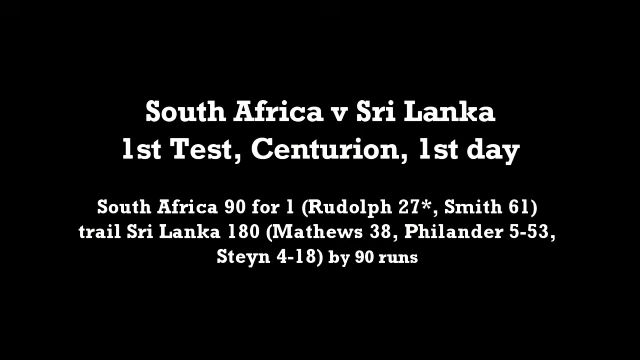 South Africa v Sri Lanka
1st Test, Centurion, 1st day
South Africa 90 for 1 (Rudolph 27*, Smith 61)
trail Sri Lanka 180 (Mathews 38, Philander 5-53,
Steyn 4-18) by 90 runs